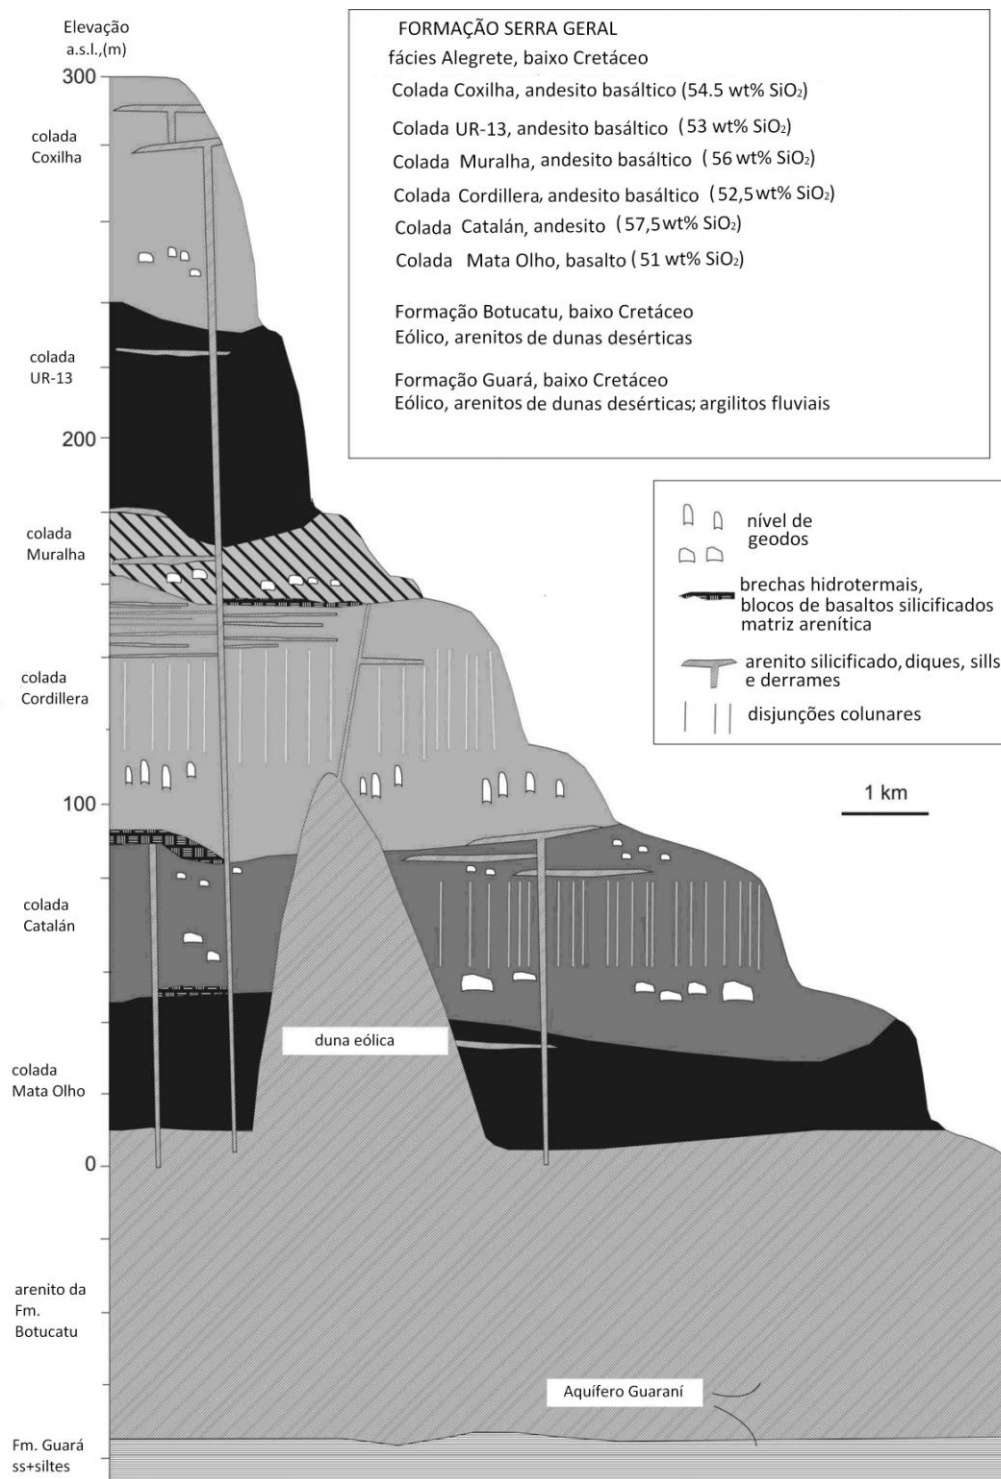 Elevação
a.s.l.,(m)
300
colada
Coxilha
colada
UR-13
200
colada
Muralha
colada
Cordillera
100
colada
Catalán
colada
Mata Olho
0
arenito da
Fm.
Botucatu
Fm. Guará
ss+siltes
FORMAÇÃO SERRA GERAL
fácies Alegrete, baixo Cretáceo
Colada Coxilha, andesito basáltico (54.5 wt% SiO₂)
Colada UR-13, andesito basáltico (53 wt% SiO₂)
Colada Muralha, andesito basáltico (56 wt% SiO₂)
Colada Cordillera, andesito basáltico (52,5 wt% SiO₂)
Colada Catalán, andesito (57,5 wt% SiO₂)
Colada Mata Olho, basalto (51 wt% SiO₂)
Formação Botucatu, baixo Cretáceo
Eólico, arenitos de dunas desérticas
Formação Guará, baixo Cretáceo
Eólico, arenitos de dunas desérticas; argilitos fluviais
nível de
geodos
brechas hidrotermais,
blocos de basaltos silicificados
matriz arenítica
arenito silicificado, diques, sills
e derrames
disjunções colunares
1 km
duna eólica
Aquífero Guaraní